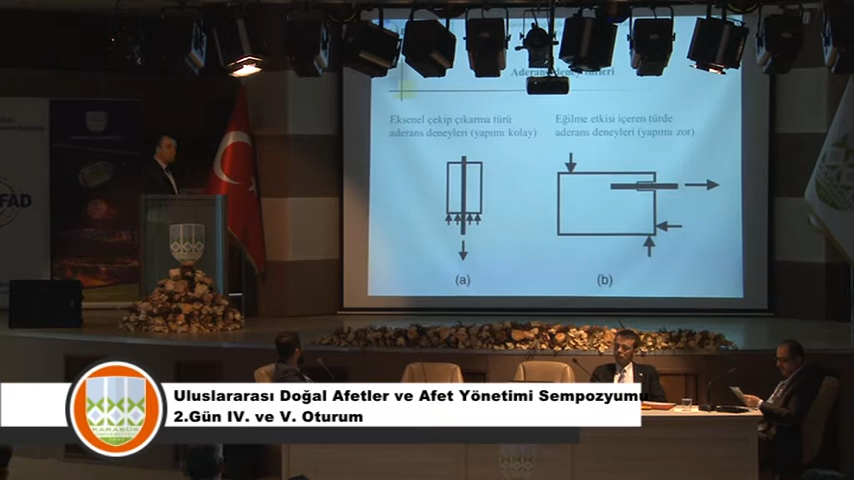 Aderans deney türleri
Eksenel çekip çıkarma türü
aderans deneyleri (yapımı kolay)
Eğilme etkisi içeren türde
aderans deneyleri (yapımı zor)
(a)
(b)
FAD
Uluslararası Doğal Afetler ve Afet Yönetimi Sempozyumu
2.Gün IV. ve V. Oturum
KARABÜK